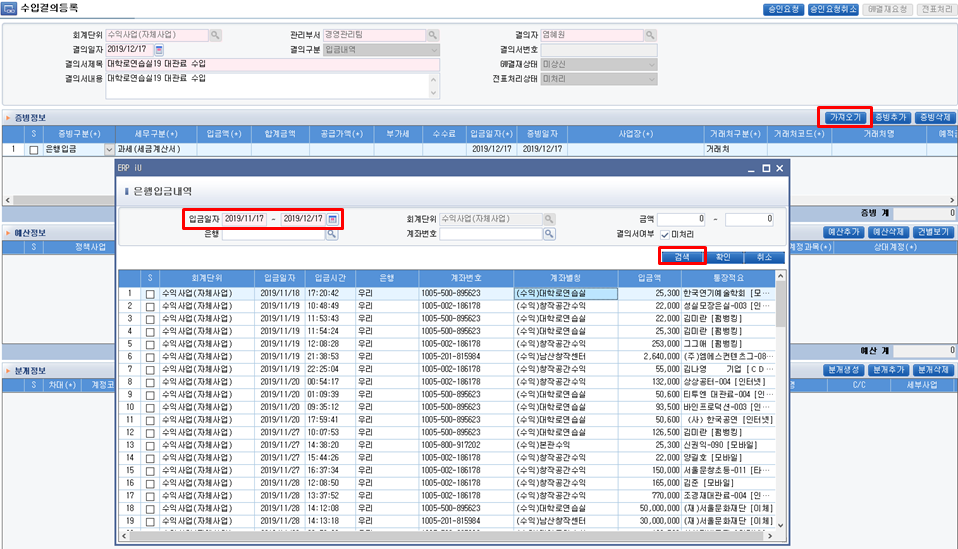 수입결의등록 승인요청 승인요청취소 GW결재요청 전표처리
회계단위 수익사업(자체사업) 관리부서 경영관리팀 결의자 염혜원
결의일자 2019/12/17 결의구분 입금내역 결의서번호
결의서제목 대학로연습실19 대관료 수입 GW결재상태 미상신
결의서내용 대학로연습실19 대관료 수입 전표처리상태 미처리
증빙정보 가져오기 증빙추가 증빙삭제
S 증빙구분(*) 세무구분(*) 입금액(*) 합계금액 공급가액(*) 부가세 수수료 입금일자(*) 증빙일자 사업장(*) 거래처구분(*) 거래처코드(*) 거래처명 예적금
1 은행입금 과세(세금계산서) 2019/12/17 2019/12/17 거래처
ERP iU
은행입금내역
입금일자 2019/11/17 - 2019/12/17 회계단위 수익사업(자체사업) 금액 0 - 0
은행 계좌번호 결의서여부 미처리
검색 확인 취소
S 회계단위 입금일자 입금시간 은행 계좌번호 계좌별칭 입금액 통장적요
1 수익사업(자체사업) 2019/11/18 17:20:42 우리 1005-500-895623 (수익)대학로연습실 25,300 한국연기예술학회 [모···
2 수익사업(자체사업) 2019/11/19 10:48:49 우리 1005-002-186178 (수익)창작공간수익 22,000 성실모장은실-003 [인···
3 수익사업(자체사업) 2019/11/19 11:53:43 우리 1005-500-895623 (수익)대학로연습실 22,000 김미란 [폼뱅킹]
4 수익사업(자체사업) 2019/11/19 11:54:24 우리 1005-500-895623 (수익)대학로연습실 25,300 김미란 [폼뱅킹]
5 수익사업(자체사업) 2019/11/19 12:08:28 우리 1005-002-186178 (수익)창작공간수익 253,000 그그애 [폼뱅킹]
6 수익사업(자체사업) 2019/11/19 21:38:53 우리 1005-201-815984 (수익)남산창작센터 2,640,000 (주)엠에스컨텐츠그-08···
7 수익사업(자체사업) 2019/11/19 22:25:04 우리 1005-002-186178 (수익)창작공간수익 55,000 김나영 기업 [ＣＤ···
8 수익사업(자체사업) 2019/11/20 00:54:17 우리 1005-002-186178 (수익)창작공간수익 132,000 상상공터-004 [인터넷]
9 수익사업(자체사업) 2019/11/20 01:09:39 우리 1005-500-895623 (수익)대학로연습실 50,600 티투엔 대관료-004 [인···
10 수익사업(자체사업) 2019/11/20 09:35:12 우리 1005-500-895623 (수익)대학로연습실 93,500 바인프로덕션-003 [인···
11 수익사업(자체사업) 2019/11/20 17:59:41 우리 1005-500-895623 (수익)대학로연습실 50,600 (사) 한국공연 [인터넷]
12 수익사업(자체사업) 2019/11/27 10:07:53 우리 1005-500-895623 (수익)대학로연습실 126,500 김미란 [폼뱅킹]
13 수익사업(자체사업) 2019/11/27 14:38:20 우리 1005-800-917202 (수익)본관수익 25,300 신권익-090 [모바일]
14 수익사업(자체사업) 2019/11/27 15:44:26 우리 1005-002-186178 (수익)창작공간수익 22,000 양길호 [모바일]
15 수익사업(자체사업) 2019/11/27 16:37:34 우리 1005-002-186178 (수익)창작공간수익 150,000 서울문창초등-011 [타···
16 수익사업(자체사업) 2019/11/28 12:08:50 우리 1005-002-186178 (수익)창작공간수익 165,000 김준 [모바일]
17 수익사업(자체사업) 2019/11/28 13:37:52 우리 1005-002-186178 (수익)창작공간수익 770,000 조경재대관료-004 [인···
18 수익사업(자체사업) 2019/11/28 14:12:08 우리 1005-500-895623 (수익)대학로연습실 50,000,000 (재)서울문화재단 [이체]
19 수익사업(자체사업) 2019/11/28 14:13:18 우리 1005-201-815984 (수익)남산창작센터 30,000,000 (재)서울문화재단 [이체]
증빙 계 0
예산정보 예산추가 예산삭제 건별보기
S 정책사업 계정과목(*) 상대계정(*)
예산 계 0
분개정보 분개생성 분개추가 분개삭제
S 차대(*) 계정코 명 C/C 세부사업